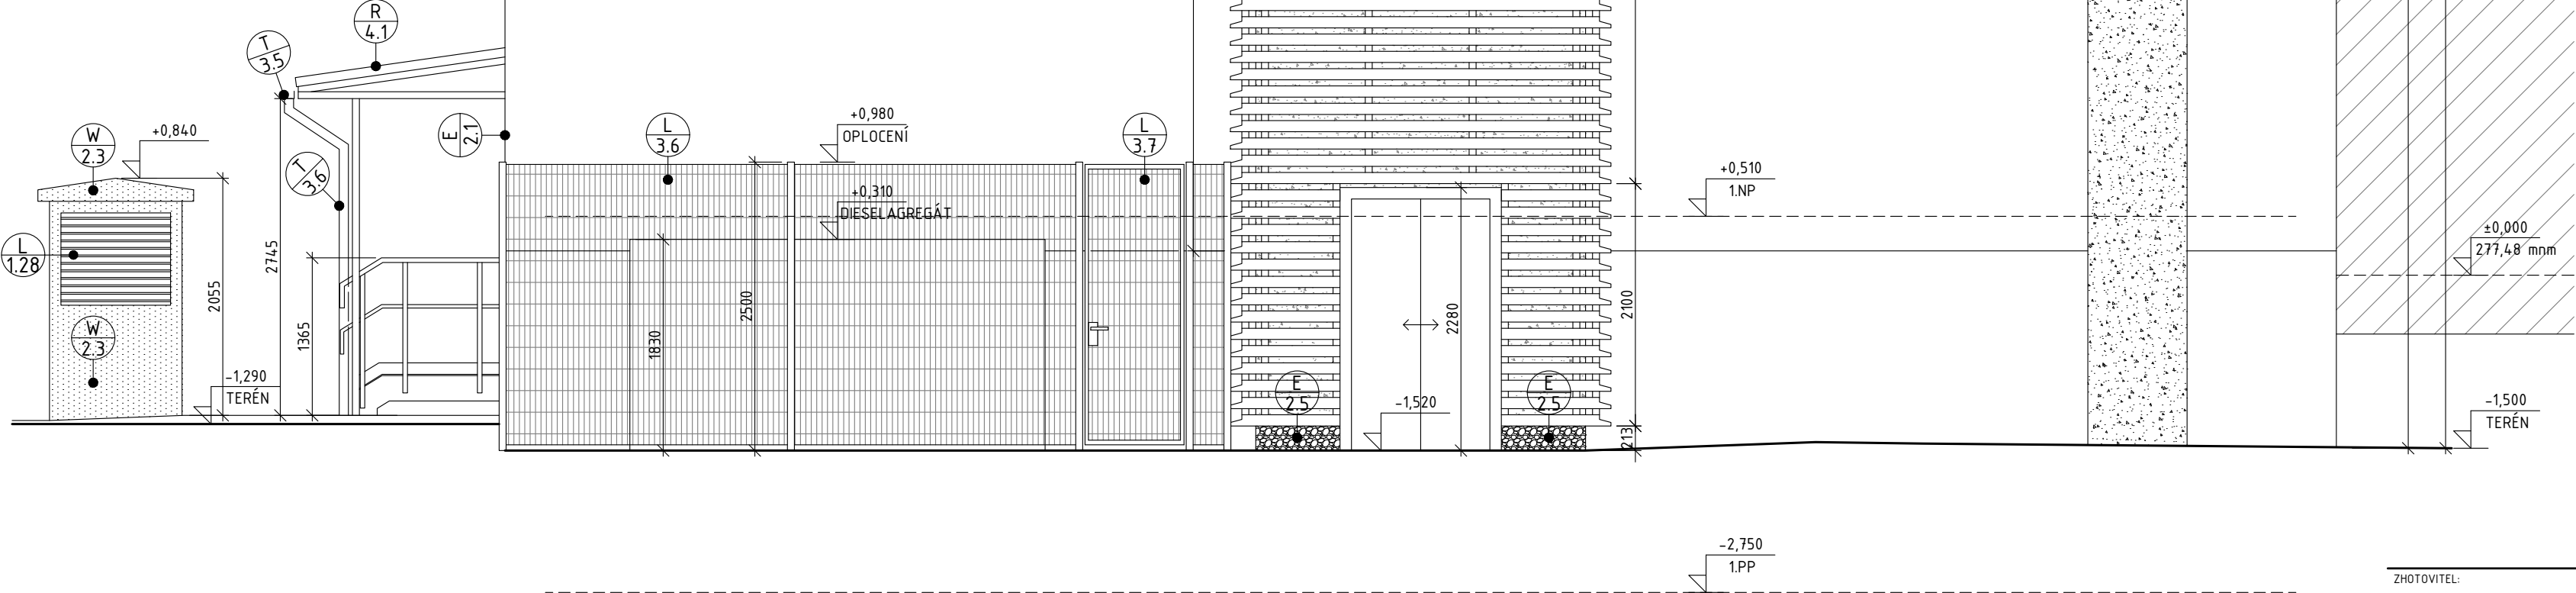 R
4.1
T
3.5
+0,840
W
2.3
E
2.1
L
3.6
+0,980
OPLOCENÍ
L
3.7
T
3.6
+0,310
DIESELAGREGÁT
+0,510
1.NP
±0,000
277,48 mnm
L
1.28
2055
2745
1365
2500
1830
2280
2100
W
2.3
-1,290
TERÉN
E
2.5
-1,520
E
2.5
213
-1,500
TERÉN
-2,750
1.PP
ZHOTOVITEL: